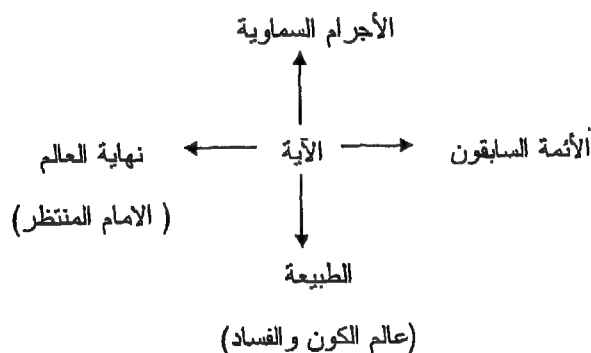 الأجرام السماوية
الأئمة السابقون
الآية
نهاية العالم
( الامام المنتظر)
الطبيعة
(عالم الكون والفساد)